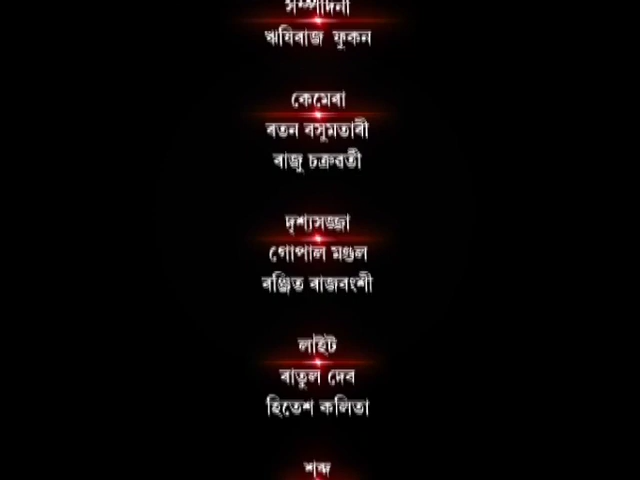 সম্পাদনা
ঋষিৰাজ ফুকন
কেমেৰা
ৰতন বসুমতাৰী
ৰাজু চক্ৰৱৰ্তী
দৃশ্যসজ্জা
গোপাল মণ্ডল
ৰঞ্জিত ৰাজবংশী
লাইট
ৰাতুল দেব
হিতেশ কলিতা
শব্দ